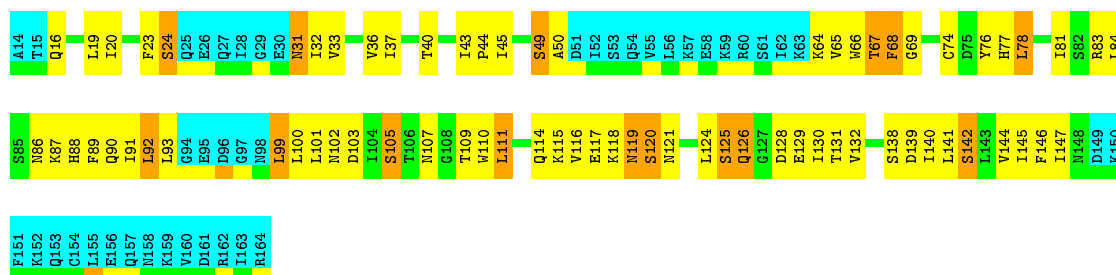 A14 T15 Q16 L19 I20 F23 S24 Q25 E26 Q27 I28 G29 E30 N31 I32 V33 V36 I37 T40 I43 P44 I45 S49 A50 D51 I52 S53 Q54 V55 L56 K57 E58 K59 R60 S61 I62 K63 K64 V65 W66 T67 F68 G69 C74 D75 Y76 H77 L78 I81 S82 R83 L84
S85 N86 K87 H88 F89 Q90 I91 L92 L93 G94 E95 D96 G97 N98 L99 L100 L101 N102 D103 I104 S105 T106 N107 G108 T109 W110 L111 Q114 K115 V116 E117 K118 N119 S120 N121 L124 S125 Q126 G127 D128 E129 I130 T131 V132 S138 D139 I140 L141 S142 L143 V144 I145 F146 I147 N148 D149 K150
F151 K152 Q153 C154 L155 E156 Q157 N158 K159 V160 D161 R162 I163 R164